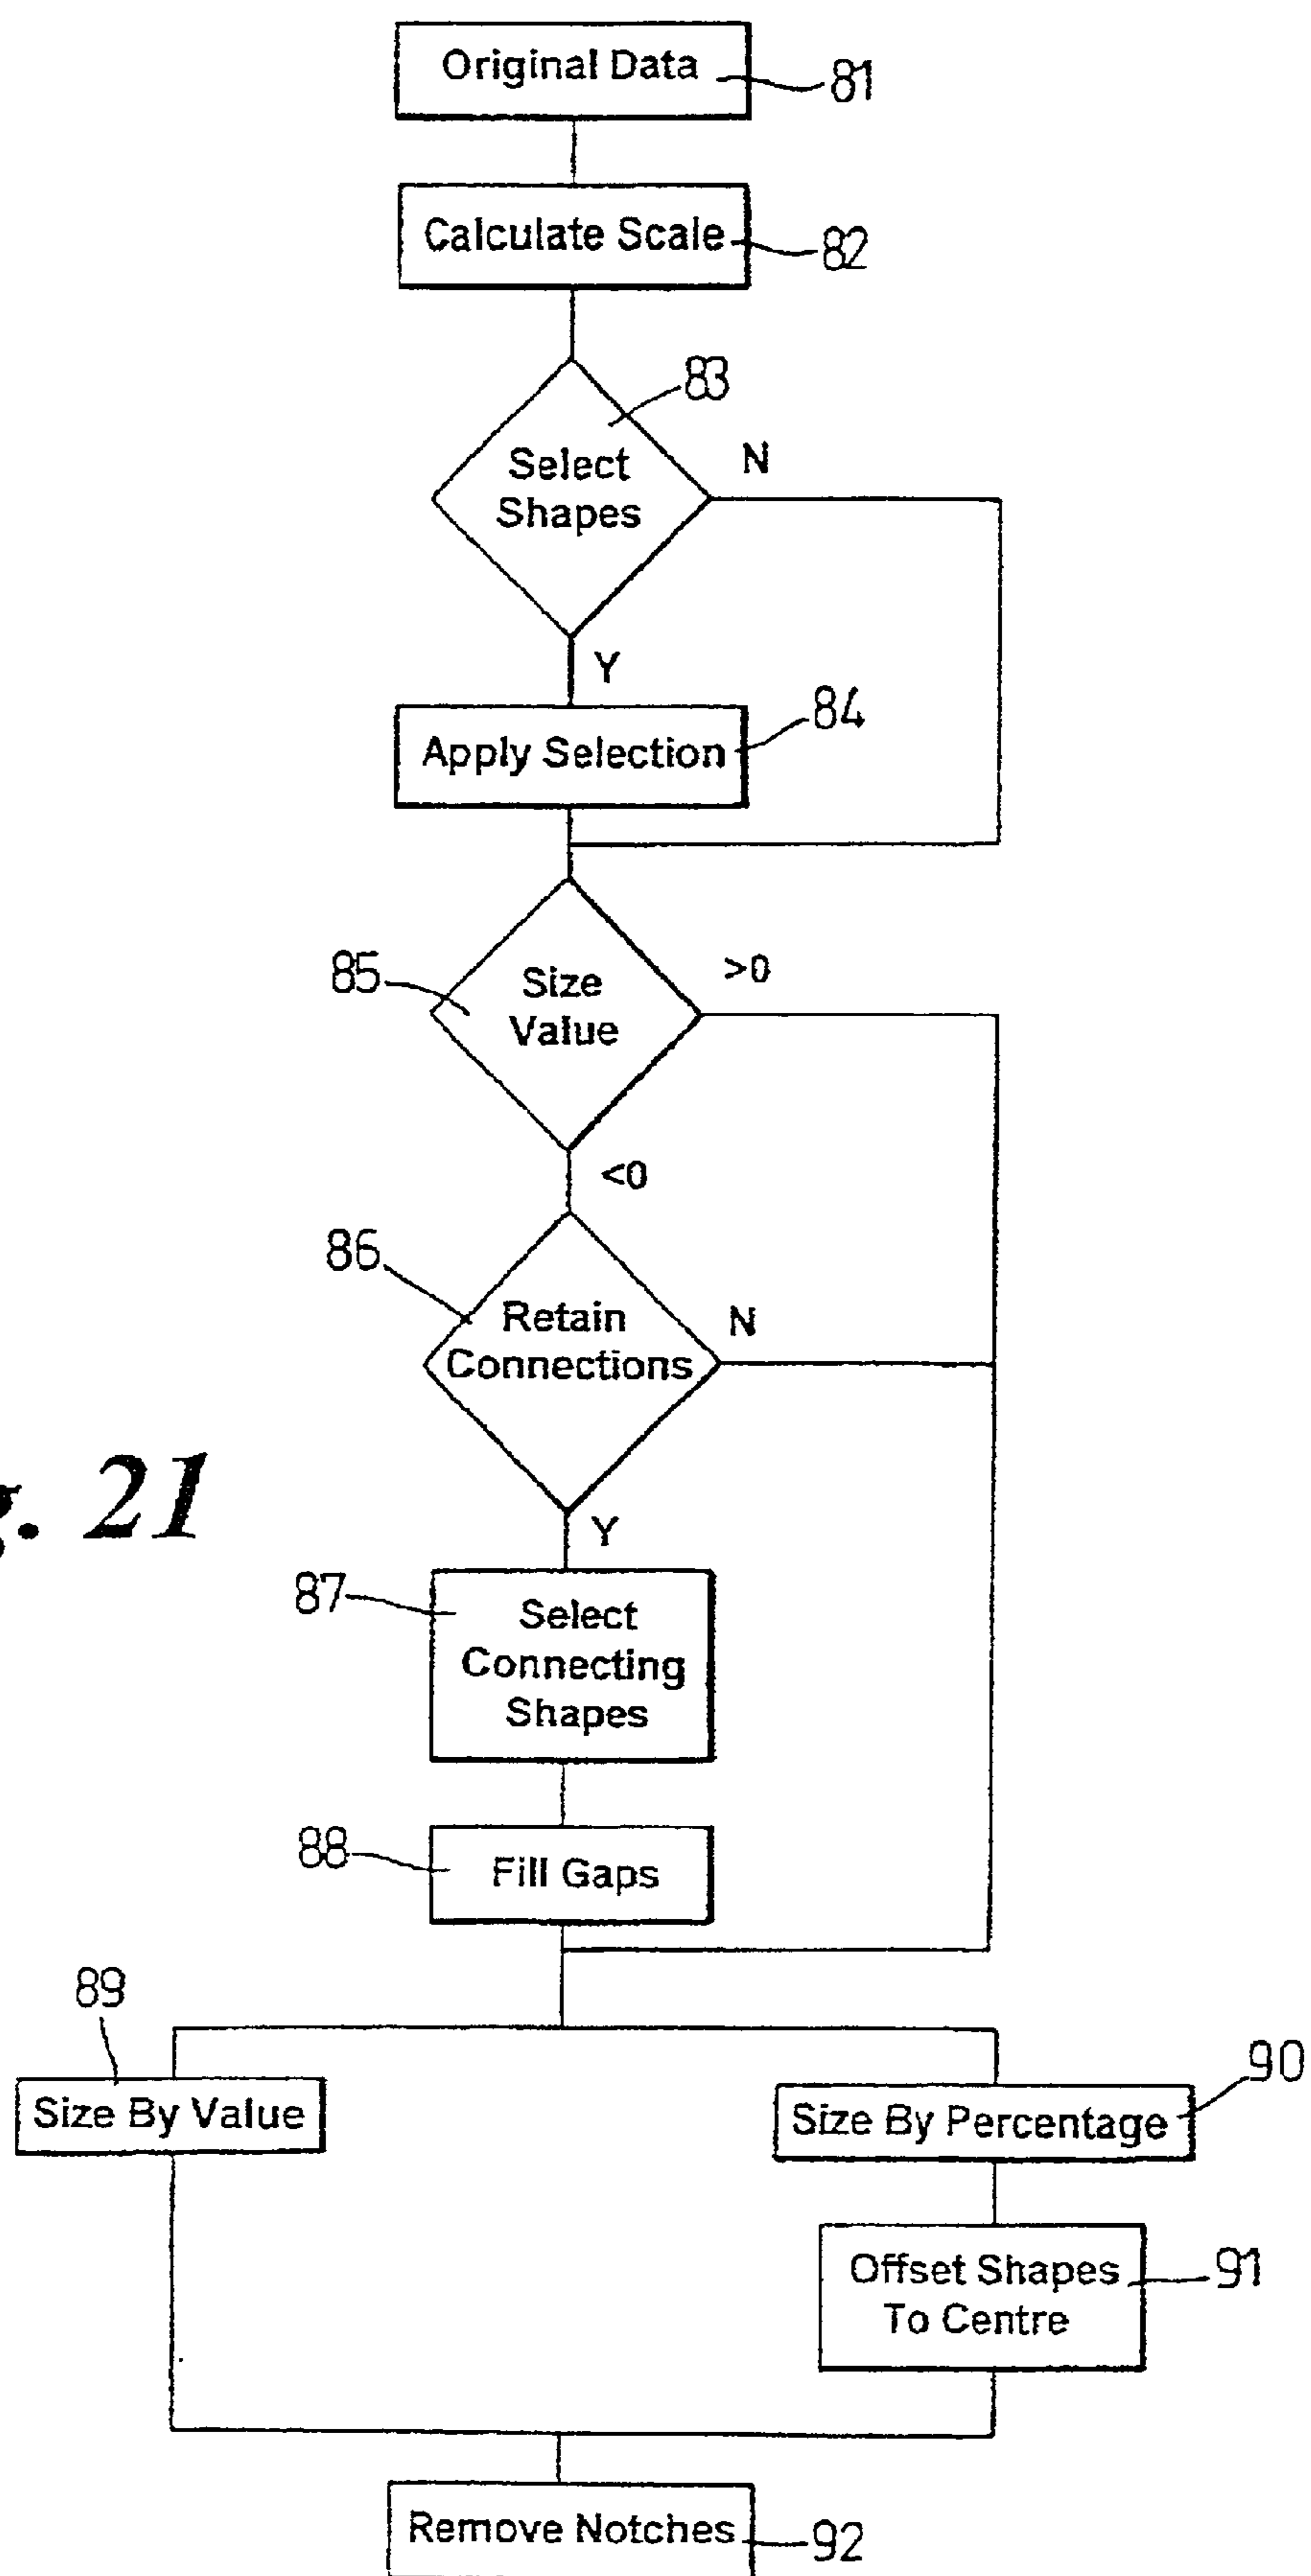 Original Data
81
Calculate Scale
82
83
Select
Shapes
N
Y
84
Apply Selection
85
Size
Value
>0
<0
86
Retain
Connections
N
Y
g. 21
87
Select
Connecting
Shapes
88
Fill Gaps
89
Size By Value
90
Size By Percentage
Offset Shapes
To Centre
91
Remove Notches
92